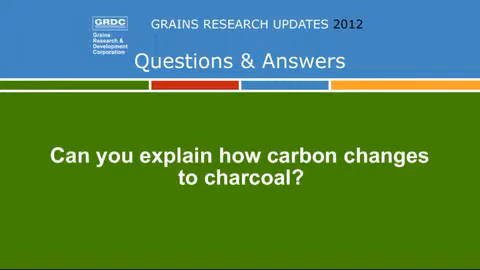 GRDC
Grains
Research &
Development
Corporation
GRAINS RESEARCH UPDATES 2012
Questions & Answers
Can you explain how carbon changes
to charcoal?